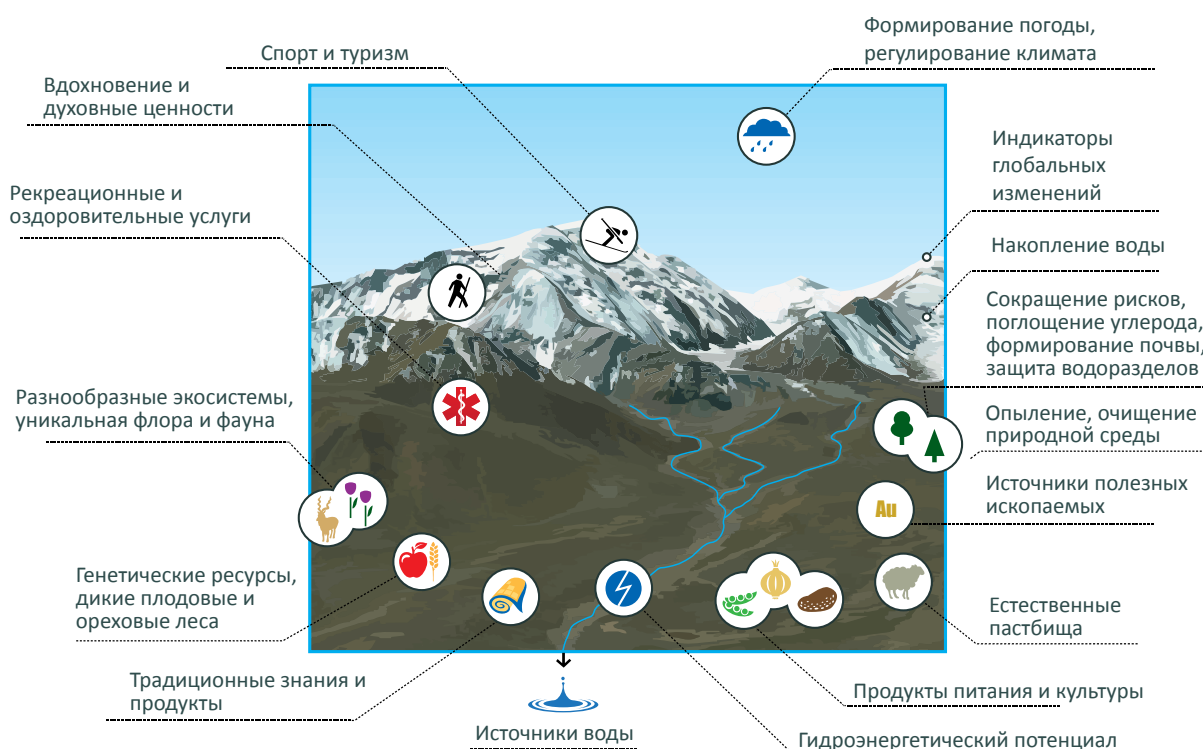 Формирование погоды,
регулирование климата
Спорт и туризм
Вдохновение и
духовные ценности
Индикаторы
глобальных
изменений
Рекреационные и
оздоровительные услуги
Накопление воды
Сокращение рисков,
поглощение углерода,
формирование почвы,
защита водоразделов
Разнообразные экосистемы,
уникальная флора и фауна
Опыление, очищение
природной среды
Источники полезных
ископаемых
Au
Генетические ресурсы,
дикие плодовые и
ореховые леса
Естественные
пастбища
Традиционные знания и
продукты
Продукты питания и культуры
Источники воды
Гидроэнергетический потенциал